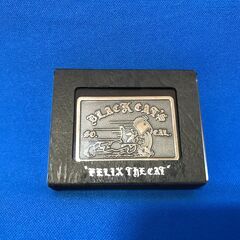 BLACK CAT'S
SO. CAL.
"FELIX THE CAT"